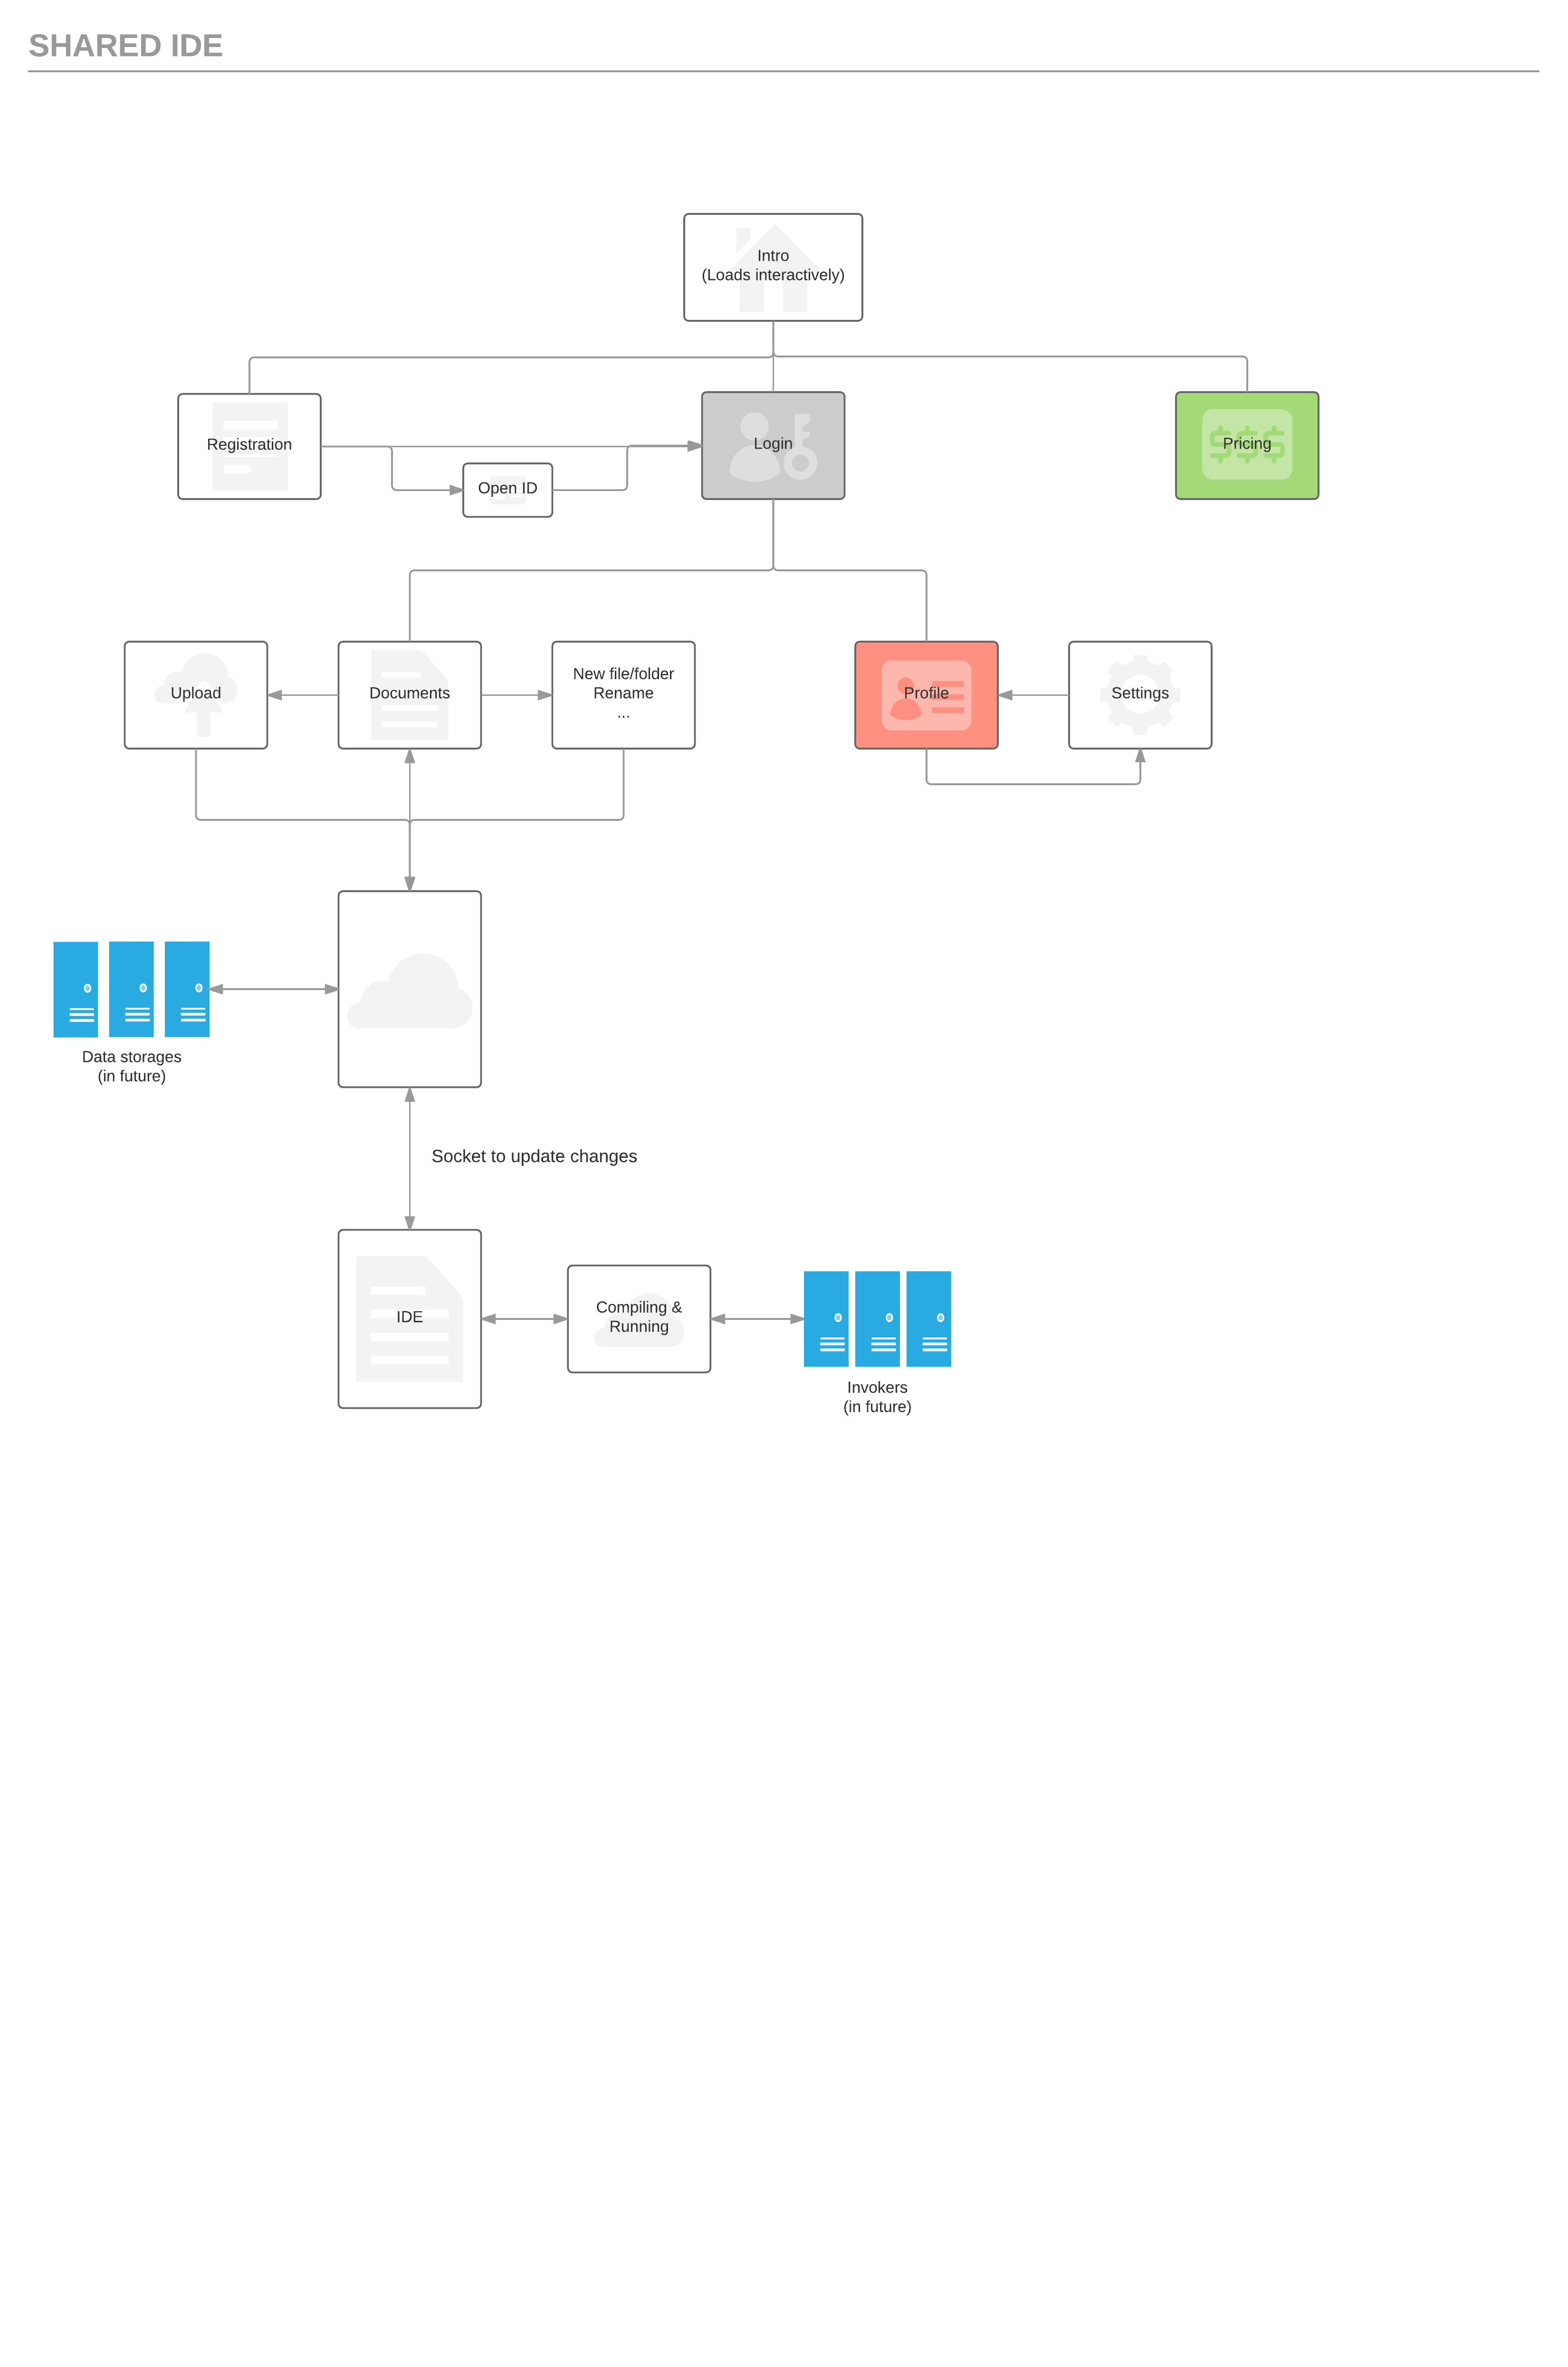 SHARED IDE
Intro
(Loads interactively)
Registration
Open ID
Login
Pricing
$$$
Upload
Documents
New file/folder
Rename
...
Profile
Settings
Data storages
(in future)
Socket to update changes
IDE
Compiling &
Running
Invokers
(in future)